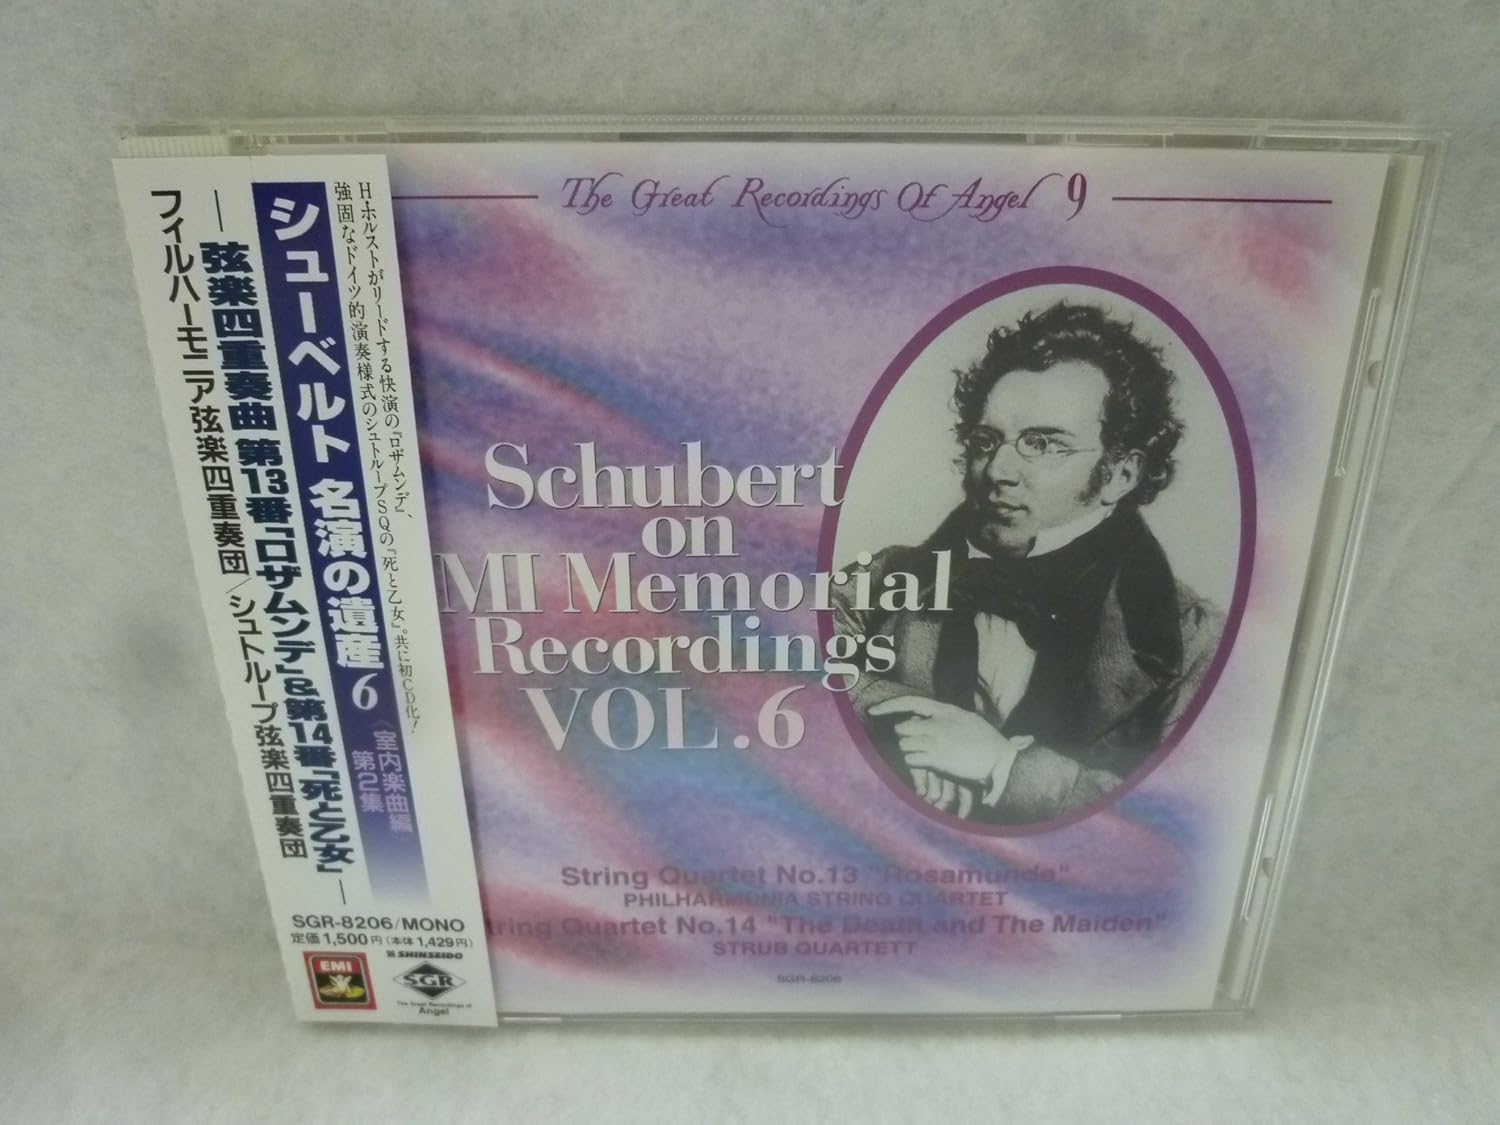 H・ホルストがリードする快演の『ロザムンデ』、
強固なドイツ的演奏様式のシュトループSQの『死と乙女』。共に初CD化!
シューベルト 名演の遺産 6
《室内楽曲編》
第2集
― 弦楽四重奏曲 第13番「ロザムンデ」&第14番「死と乙女」 ―
フィルハーモニア弦楽四重奏団/シュトループ弦楽四重奏団
SGR-8206/MONO
定価1,500円(本体1,429円)
EMI
SHINSEIDO
SGR
The Great Recordings of
Angel
The Great Recordings Of Angel 9
Schubert
on
MI Memorial
Recordings
VOL.6
String Quartet No.13 "Rosamunde"
PHILHARMONIA STRING QUARTET
tring Quartet No.14 "The Death and The Maiden"
STRUB QUARTETT
SGR-8206